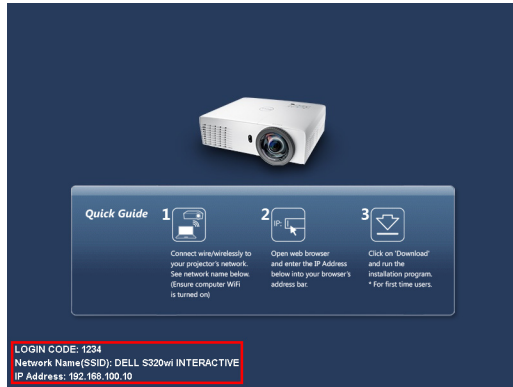 Quick Guide
1
Connect wire/wirelessly to
your projector's network.
See network name below.
(Ensure computer WiFi
is turned on)
2
IP:
Open web browser
and enter the IP Address
below into your browser's
address bar.
3
Click on 'Download'
and run the
installation program.
* For first time users.
LOGIN CODE: 1234
Network Name(SSID): DELL S320wi INTERACTIVE
IP Address: 192.168.100.10